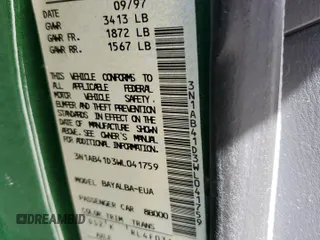 09/97
GVWR 3413 LB
GAWR FR. 1872 LB
GAWR RR. 1567 LB
THIS VEHICLE CONFORMS TO
ALL APPLICABLE FEDERAL
MOTOR VEHICLE SAFETY,
BUMPER AND THEFT PREVENTION
STANDARDS IN EFFECT ON THE
DATE OF MANUFACTURE
SHOWN ABOVE.
SEE OWNER'S MANUAL FOR
ADDITIONAL INFORMATION.
3N1AB41D3WL041759
3N1AB41D3WL041759
BAYALBA-EUA
PASSENGER CAR 88000
COLOR TRIM TRANS
DREAMBID